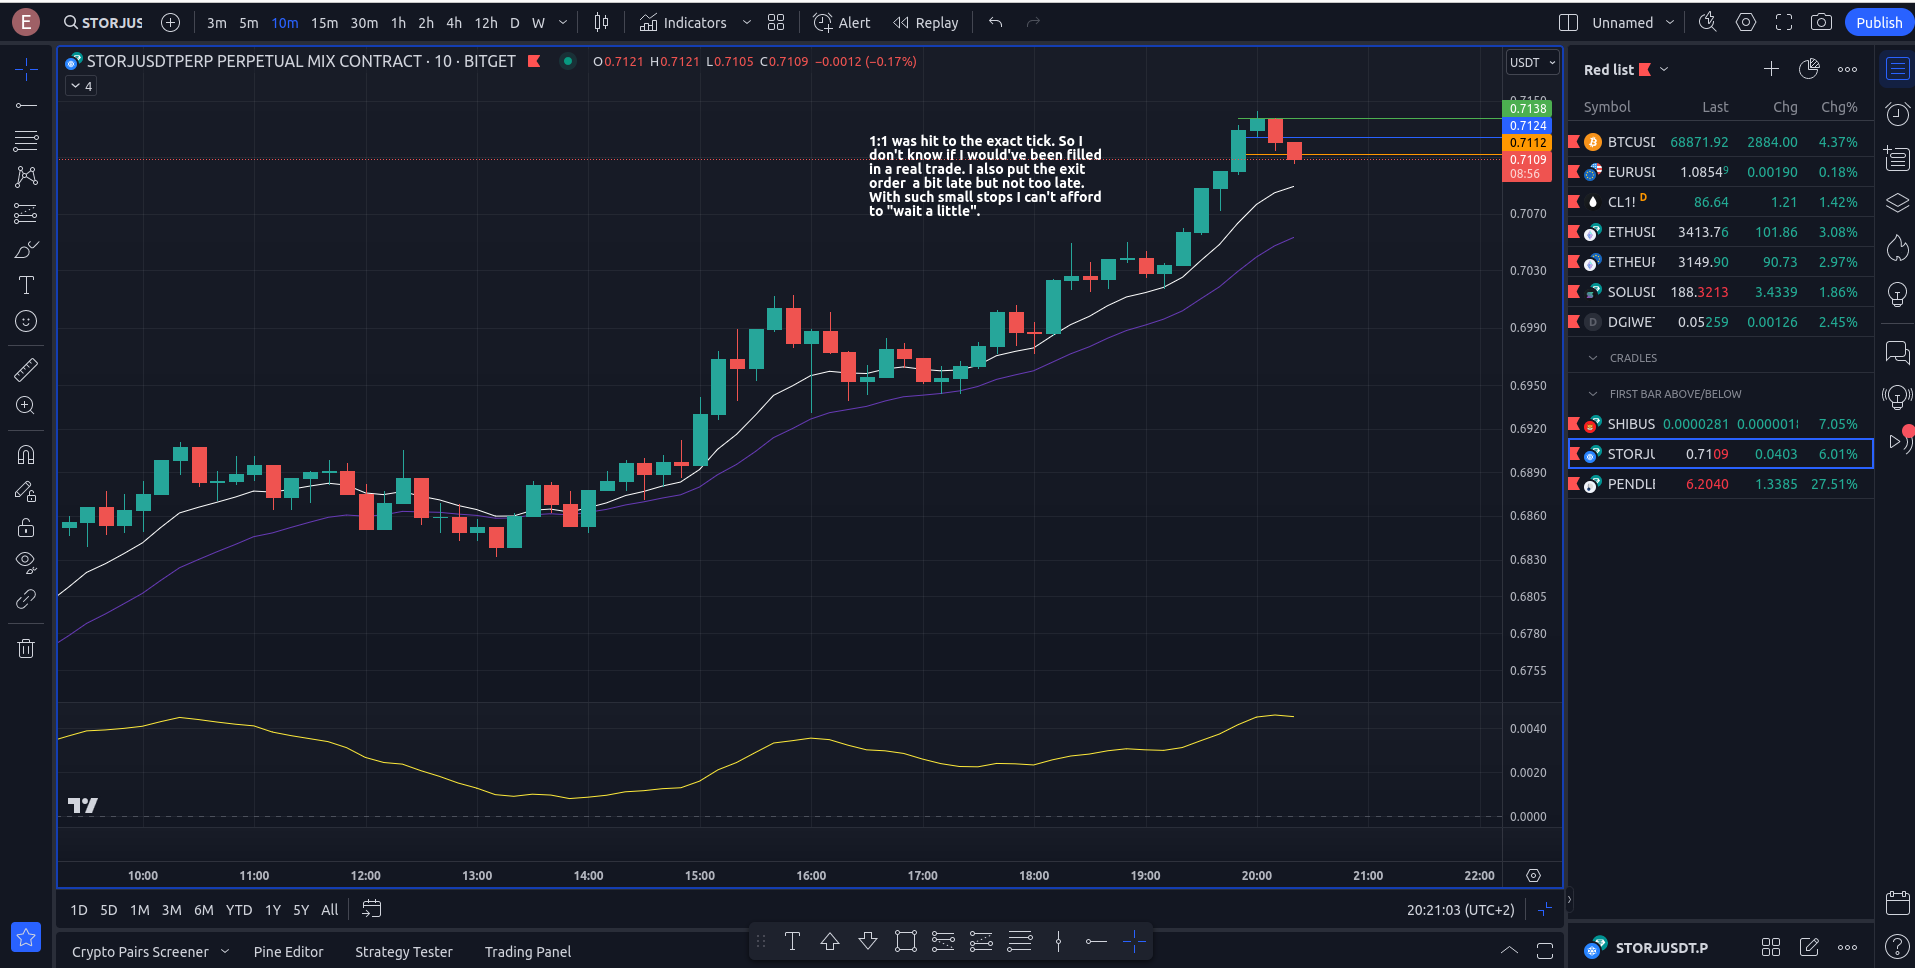 E
STORJUS
3m 5m 10m 15m 30m 1h 2h 4h 12h D W
Indicators
Alert
Replay
Unnamed
Publish
STORJUSDTPERP PERPETUAL MIX CONTRACT · 10 · BITGET
O0.7121 H0.7121 L0.7105 C0.7109 −0.0012 (−0.17%)
4
USDT
1:1 was hit to the exact tick. So I
don't know if I would've been filled
in a real trade. I also put the exit
order a bit late but not too late.
With such small stops I can't afford
to "wait a little".
0.7150
0.7138
0.7124
0.7112
0.7109
08:56
0.7070
0.7030
0.6990
0.6950
0.6920
0.6890
0.6860
0.6830
0.6805
0.6780
0.6755
0.0040
0.0020
0.0000
10:00 11:00 12:00 13:00 14:00 15:00 16:00 17:00 18:00 19:00 20:00 21:00 22:00
1D 5D 1M 3M 6M YTD 1Y 5Y All
20:21:03 (UTC+2)
Crypto Pairs Screener
Pine Editor
Strategy Tester
Trading Panel
Red list
Symbol Last Chg Chg%
BTCUSD 68871.92 2884.00 4.37%
EURUSD 1.08549 0.00190 0.18%
CL1! D 86.64 1.21 1.42%
ETHUSD 3413.76 101.86 3.08%
ETHEUR 3149.90 90.73 2.97%
SOLUSD 188.3213 3.4339 1.86%
D DGIWET 0.05259 0.00126 2.45%
CRADLES
FIRST BAR ABOVE/BELOW
SHIBUS 0.0000281 0.0000018 7.05%
STORJU 0.7109 0.0403 6.01%
PENDLE 6.2040 1.3385 27.51%
STORJUSDT.P